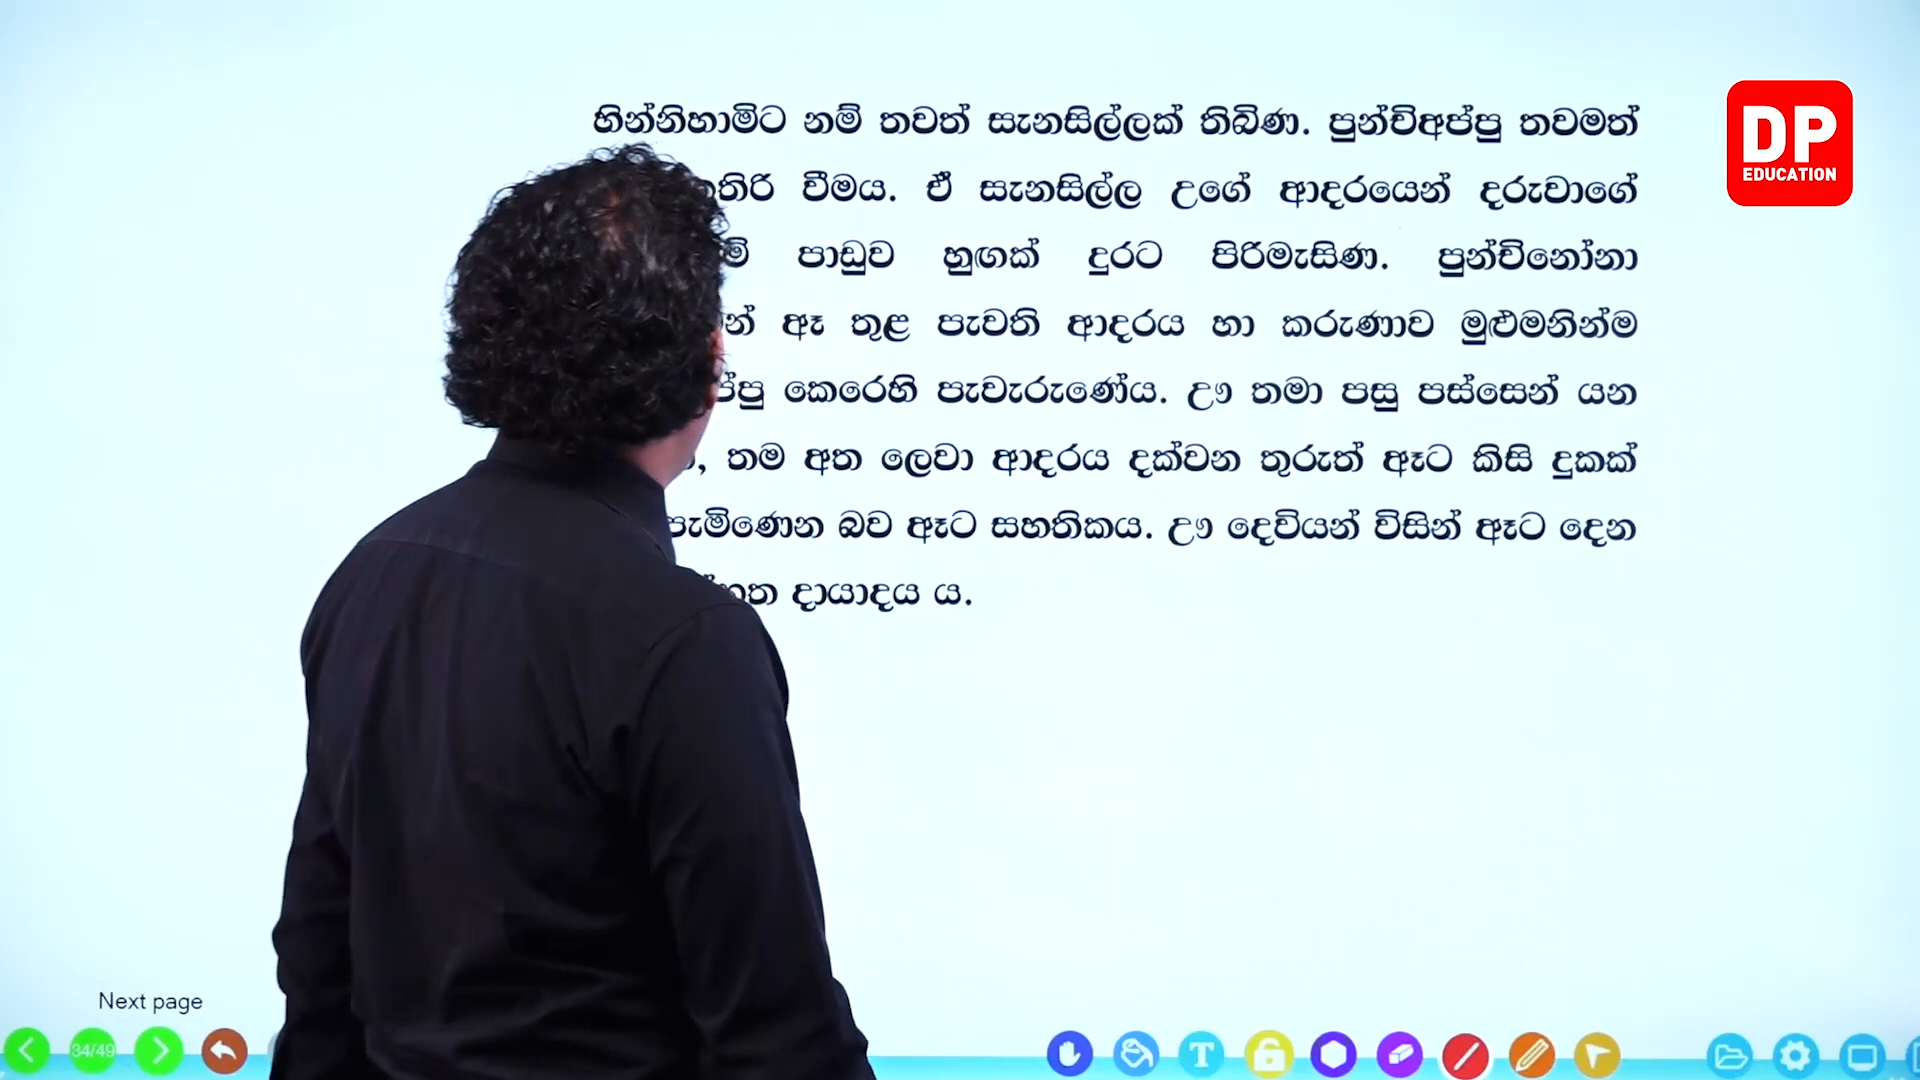 හින්නිහාමිට නම් තවත් සැනසිල්ලක් තිබිණ. පුන්චිඅප්පු තවමත්
වීමය. ඒ සැනසිල්ල උගේ ආදරයෙන් දරුවාගේ
පාඩුව හුඟක් දුරට පිරිමැසිණ. පුන්චිනෝනා
ඈ තුළ පැවති ආදරය හා කරුණාව මුළුමනින්ම
කෙරෙහි පැවැරුණේය. ඌ තමා පසු පස්සෙන් යන
තම අත ලෙවා ආදරය දක්වන තුරුත් ඈට කිසි දුකක්
පැමිණෙන බව ඈට සහතිකය. ඌ දෙවියන් විසින් ඈට දෙන
දායාදය ය.
DP
EDUCATION
Next page
34/49
T